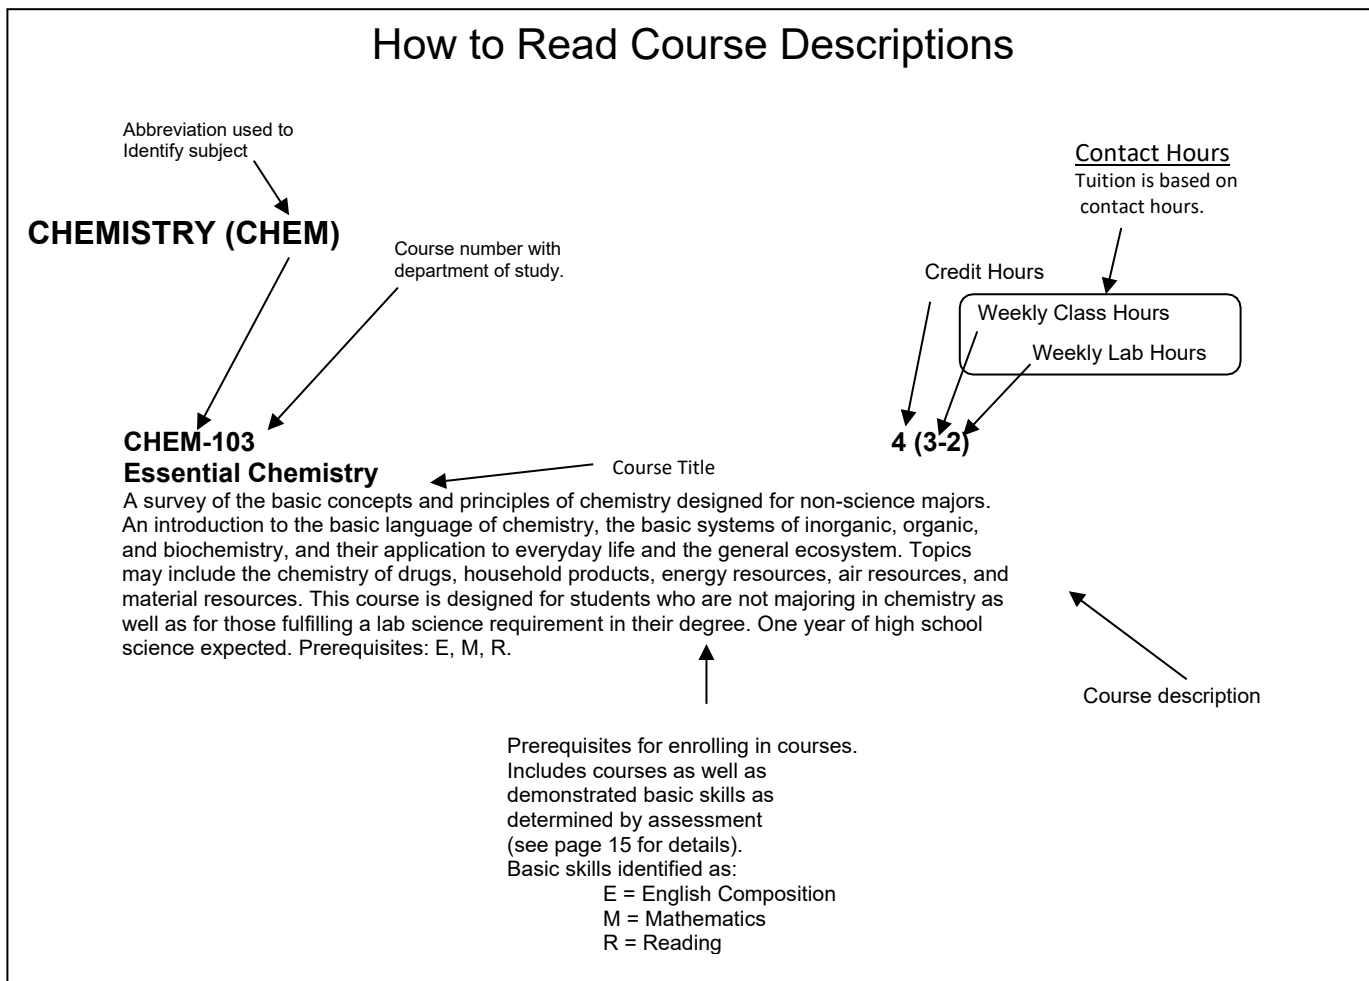 How to Read Course Descriptions
Abbreviation used to
Identify subject
Contact Hours
Tuition is based on
contact hours.
CHEMISTRY (CHEM)
Course number with
department of study.
Credit Hours
Weekly Class Hours
Weekly Lab Hours
CHEM-103
4 (3-2)
Essential Chemistry
Course Title
A survey of the basic concepts and principles of chemistry designed for non-science majors.
An introduction to the basic language of chemistry, the basic systems of inorganic, organic,
and biochemistry, and their application to everyday life and the general ecosystem. Topics
may include the chemistry of drugs, household products, energy resources, air resources, and
material resources. This course is designed for students who are not majoring in chemistry as
well as for those fulfilling a lab science requirement in their degree. One year of high school
science expected. Prerequisites: E, M, R.
Course description
Prerequisites for enrolling in courses.
Includes courses as well as
demonstrated basic skills as
determined by assessment
(see page 15 for details).
Basic skills identified as:
E = English Composition
M = Mathematics
R = Reading